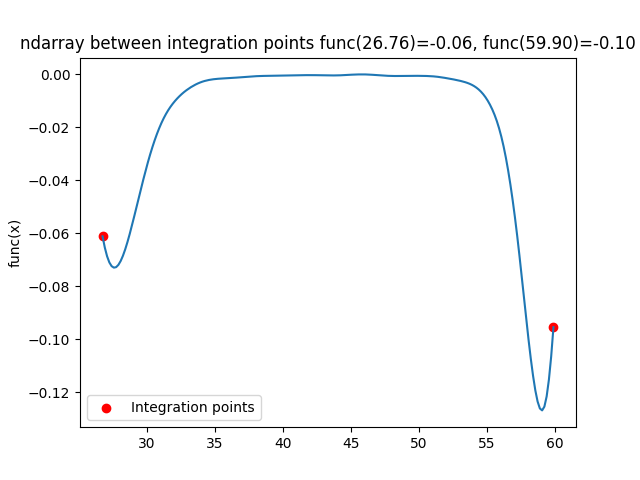 ndarray between integration points func(26.76)=-0.06, func(59.90)=-0.10
0.00
−0.02
−0.04
−0.06
−0.08
−0.10
−0.12
func(x)
Integration points
30 35 40 45 50 55 60